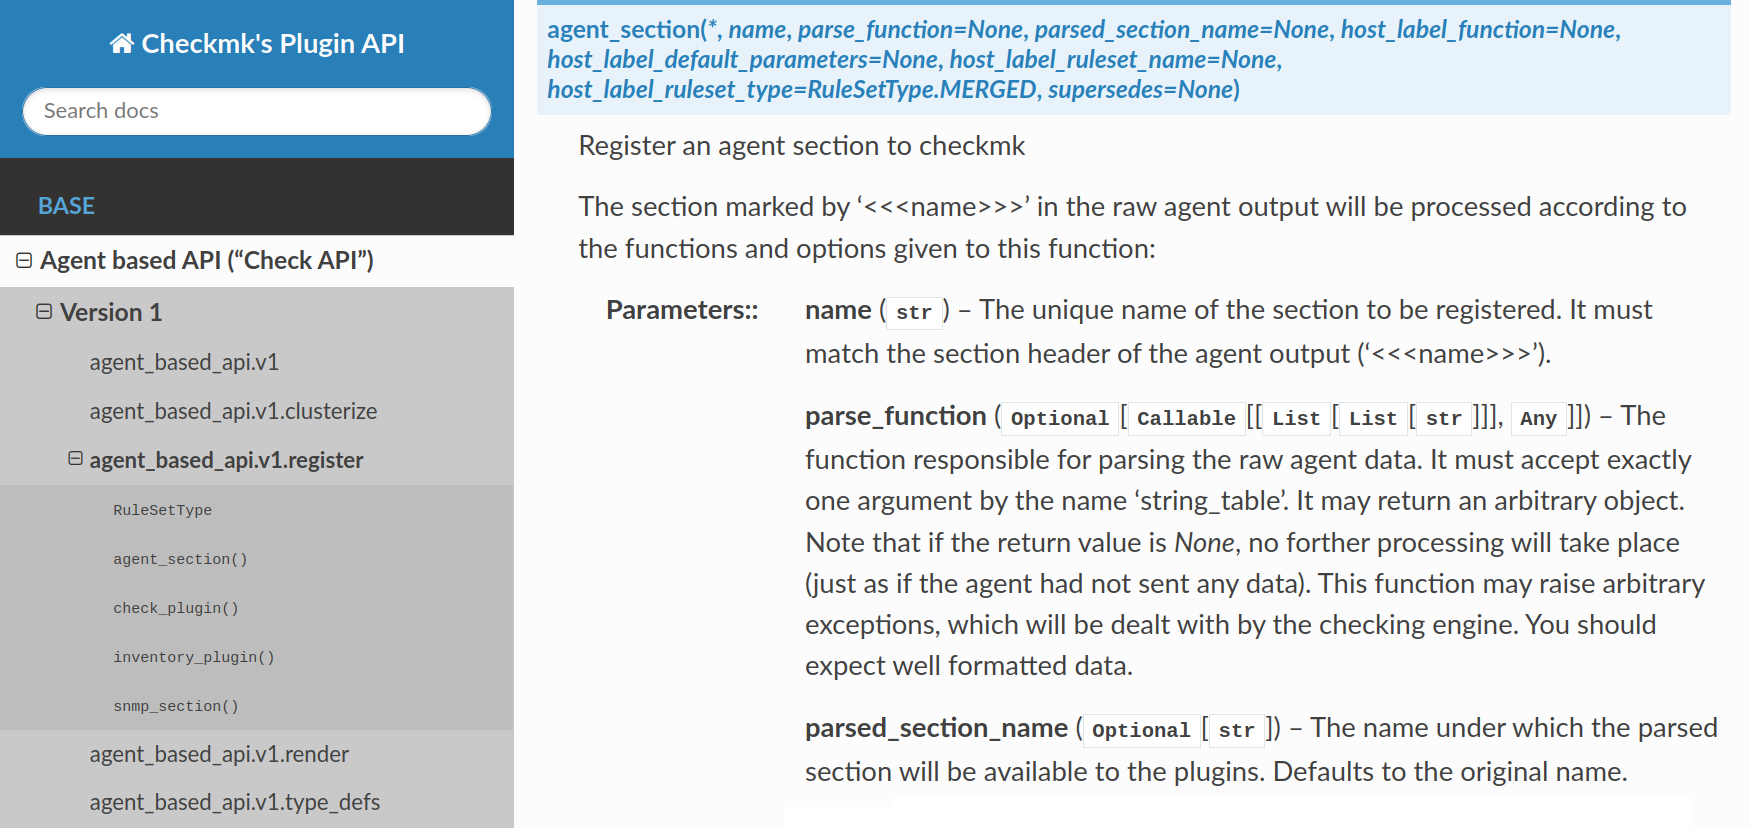 Checkmk's Plugin API
Search docs
BASE
Agent based API (“Check API”)
Version 1
agent_based_api.v1
agent_based_api.v1.clusterize
agent_based_api.v1.register
RuleSetType
agent_section()
check_plugin()
inventory_plugin()
snmp_section()
agent_based_api.v1.render
agent_based_api.v1.type_defs
agent_section(*, name, parse_function=None, parsed_section_name=None, host_label_function=None,
host_label_default_parameters=None, host_label_ruleset_name=None,
host_label_ruleset_type=RuleSetType.MERGED, supersedes=None)
Register an agent section to checkmk
The section marked by ‘<<<name>>>’ in the raw agent output will be processed according to
the functions and options given to this function:
Parameters::
name (str) – The unique name of the section to be registered. It must
match the section header of the agent output (‘<<<name>>>’).
parse_function (Optional[Callable[[List[List[str]]], Any]]) – The
function responsible for parsing the raw agent data. It must accept exactly
one argument by the name ‘string_table’. It may return an arbitrary object.
Note that if the return value is None, no forther processing will take place
(just as if the agent had not sent any data). This function may raise arbitrary
exceptions, which will be dealt with by the checking engine. You should
expect well formatted data.
parsed_section_name (Optional[str]) – The name under which the parsed
section will be available to the plugins. Defaults to the original name.